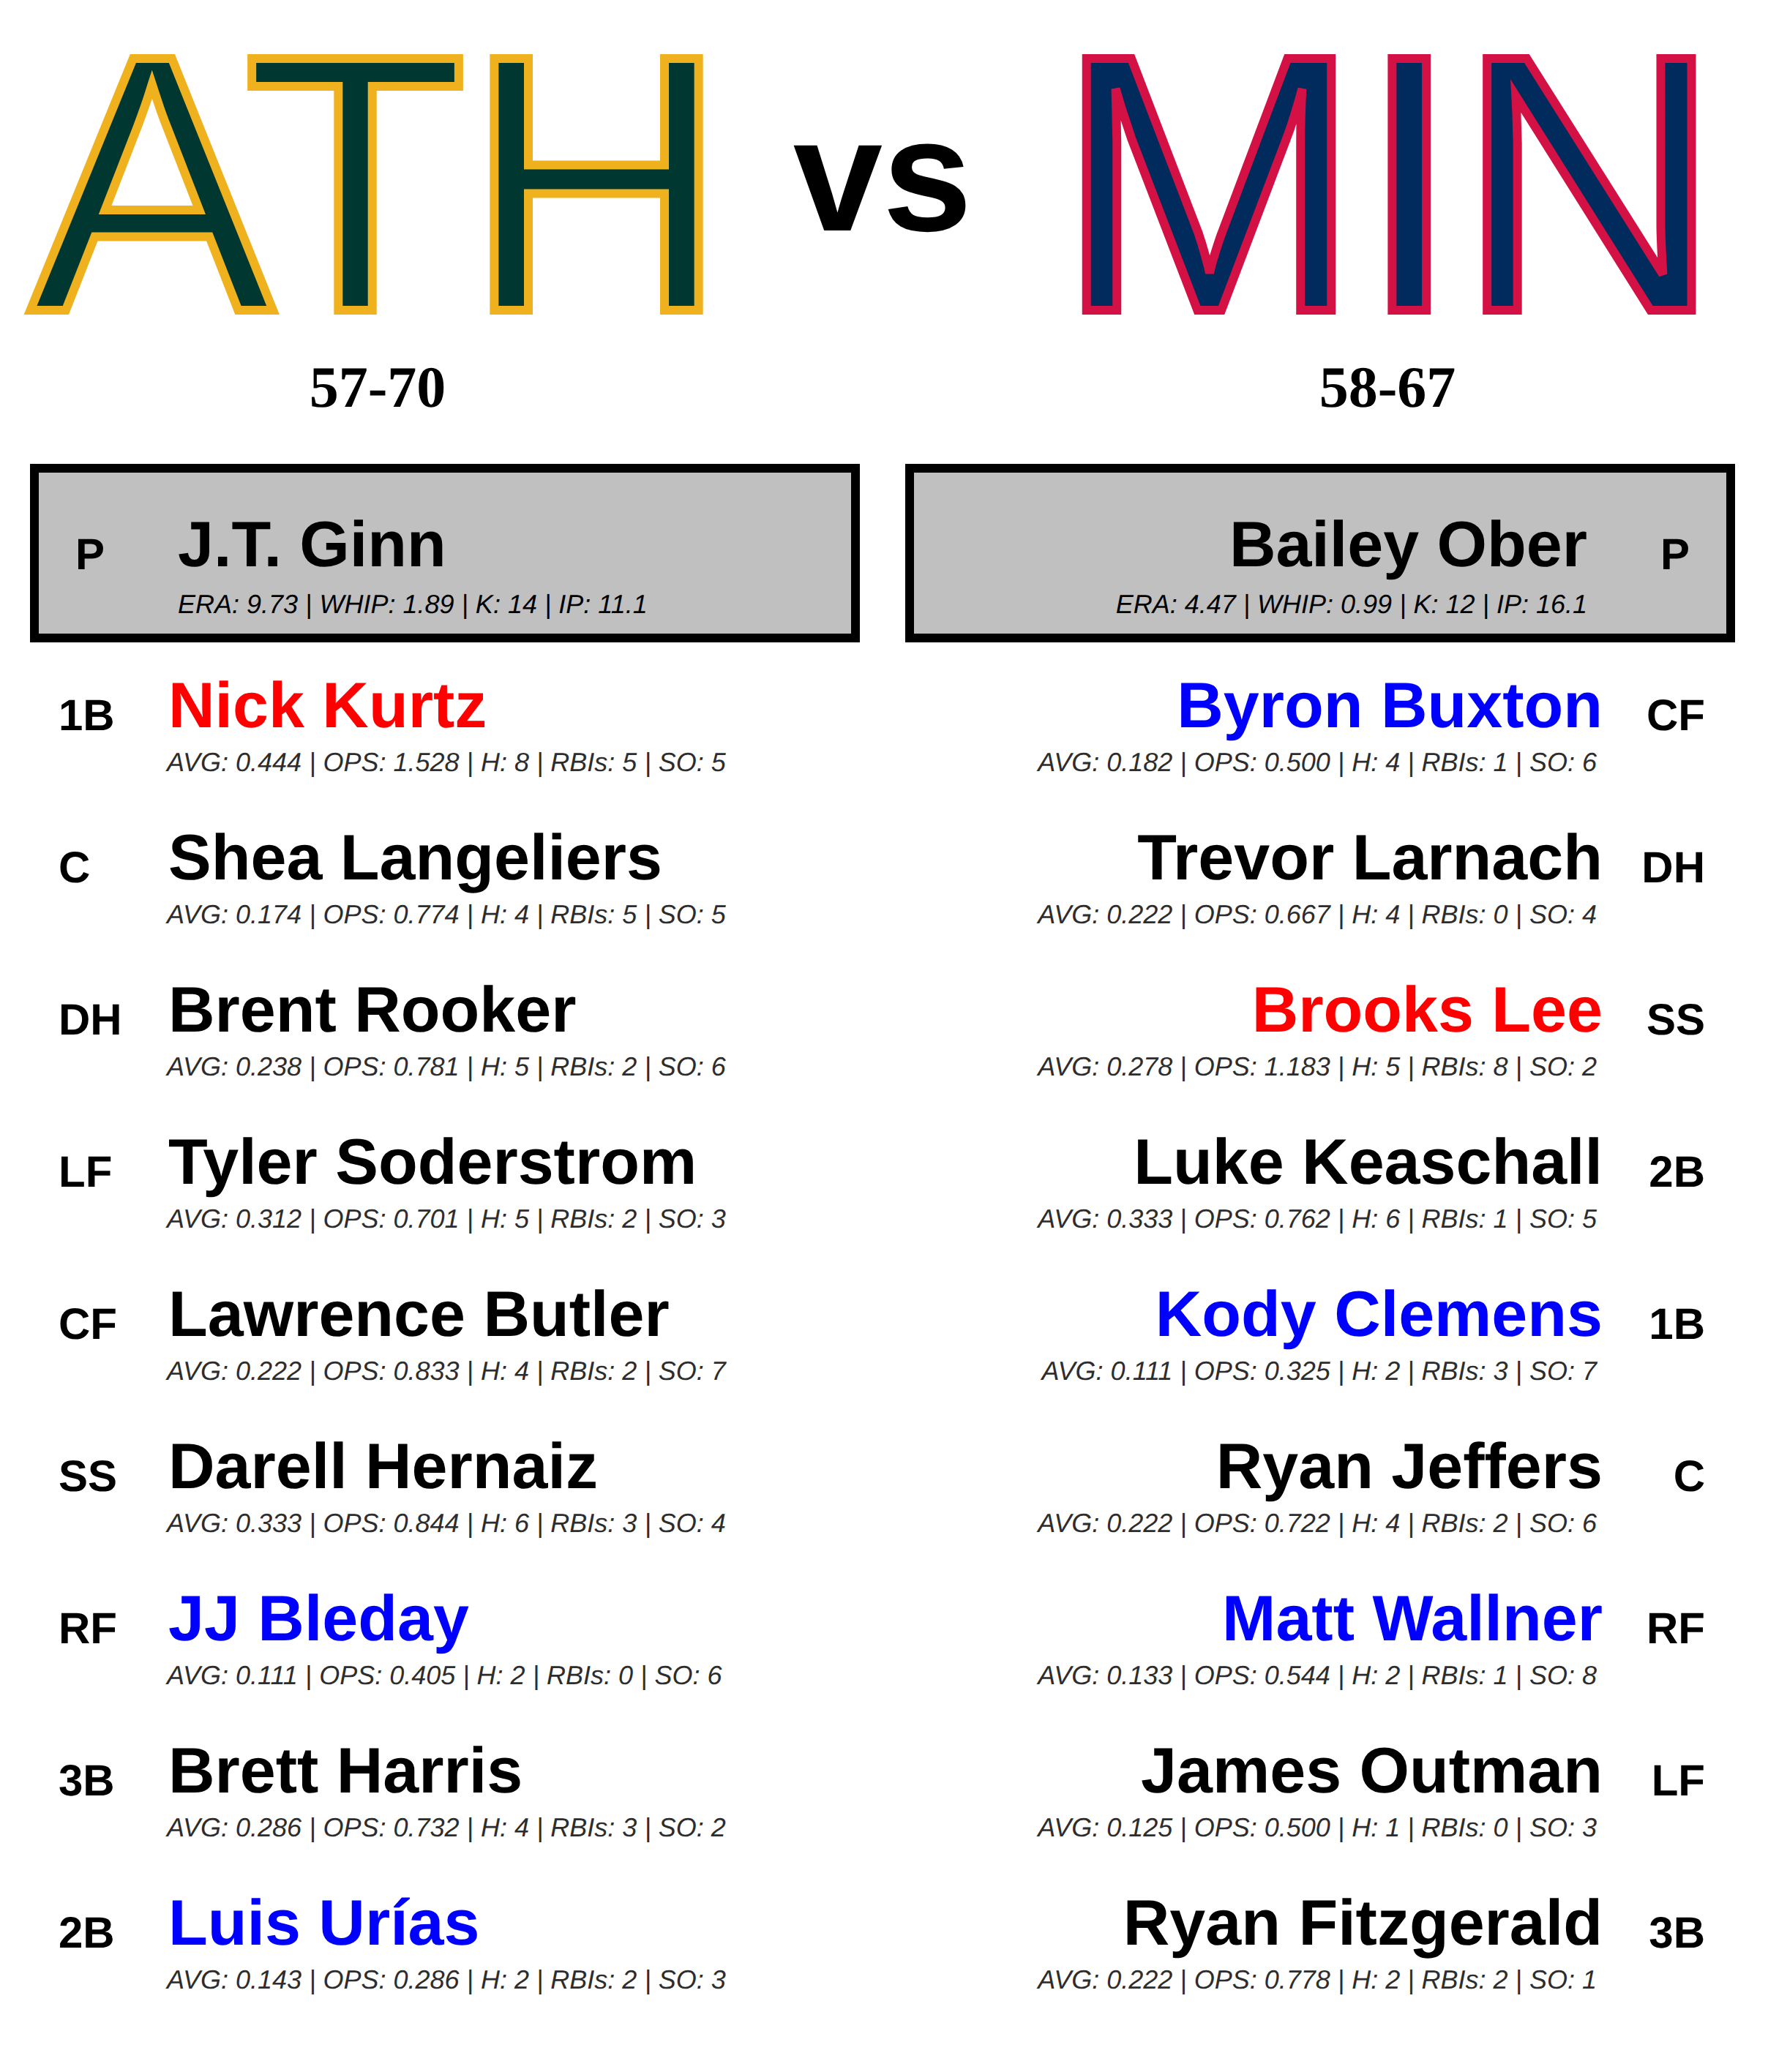 ATH vs MIN
57-70 58-67
P J.T. Ginn Bailey Ober P
ERA: 9.73 | WHIP: 1.89 | K: 14 | IP: 11.1 ERA: 4.47 | WHIP: 0.99 | K: 12 | IP: 16.1
1B Nick Kurtz Byron Buxton CF
AVG: 0.444 | OPS: 1.528 | H: 8 | RBIs: 5 | SO: 5 AVG: 0.182 | OPS: 0.500 | H: 4 | RBIs: 1 | SO: 6
C Shea Langeliers Trevor Larnach DH
AVG: 0.174 | OPS: 0.774 | H: 4 | RBIs: 5 | SO: 5 AVG: 0.222 | OPS: 0.667 | H: 4 | RBIs: 0 | SO: 4
DH Brent Rooker Brooks Lee SS
AVG: 0.238 | OPS: 0.781 | H: 5 | RBIs: 2 | SO: 6 AVG: 0.278 | OPS: 1.183 | H: 5 | RBIs: 8 | SO: 2
LF Tyler Soderstrom Luke Keaschall 2B
AVG: 0.312 | OPS: 0.701 | H: 5 | RBIs: 2 | SO: 3 AVG: 0.333 | OPS: 0.762 | H: 6 | RBIs: 1 | SO: 5
CF Lawrence Butler Kody Clemens 1B
AVG: 0.222 | OPS: 0.833 | H: 4 | RBIs: 2 | SO: 7 AVG: 0.111 | OPS: 0.325 | H: 2 | RBIs: 3 | SO: 7
SS Darell Hernaiz Ryan Jeffers C
AVG: 0.333 | OPS: 0.844 | H: 6 | RBIs: 3 | SO: 4 AVG: 0.222 | OPS: 0.722 | H: 4 | RBIs: 2 | SO: 6
RF JJ Bleday Matt Wallner RF
AVG: 0.111 | OPS: 0.405 | H: 2 | RBIs: 0 | SO: 6 AVG: 0.133 | OPS: 0.544 | H: 2 | RBIs: 1 | SO: 8
3B Brett Harris James Outman LF
AVG: 0.286 | OPS: 0.732 | H: 4 | RBIs: 3 | SO: 2 AVG: 0.125 | OPS: 0.500 | H: 1 | RBIs: 0 | SO: 3
2B Luis Urías Ryan Fitzgerald 3B
AVG: 0.143 | OPS: 0.286 | H: 2 | RBIs: 2 | SO: 3 AVG: 0.222 | OPS: 0.778 | H: 2 | RBIs: 2 | SO: 1